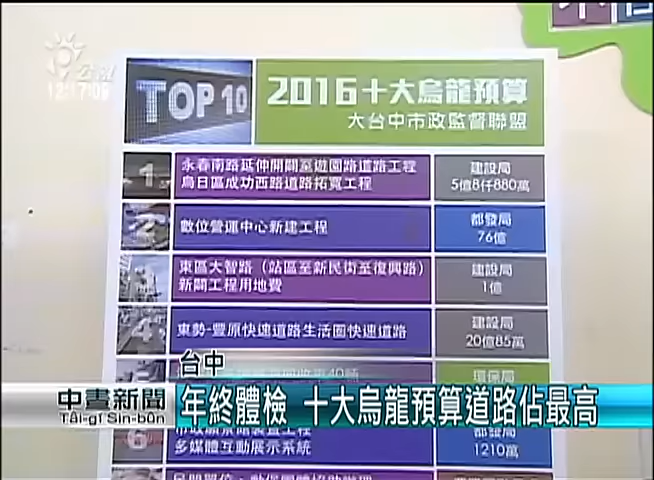 公視
TOP 10
2016十大烏龍預算
大台中市政監督聯盟
1
永春南路延伸開闢至遊園路道路工程
烏日區成功西路道路拓寬工程
建設局
5億8仟880萬
2
數位營運中心新建工程
都發局
76億
東區大智路（站區至新民街至復興路）
新闢工程用地費
建設局
1億
4
東勢-豐原快速道路生活圈快速道路
建設局
20億85萬
環保局
台中
中晝新聞
Tâi-gí Sin-bûn
年終體檢 十大烏龍預算道路佔最高
6
多媒體互動展示系統
都發局
1210萬